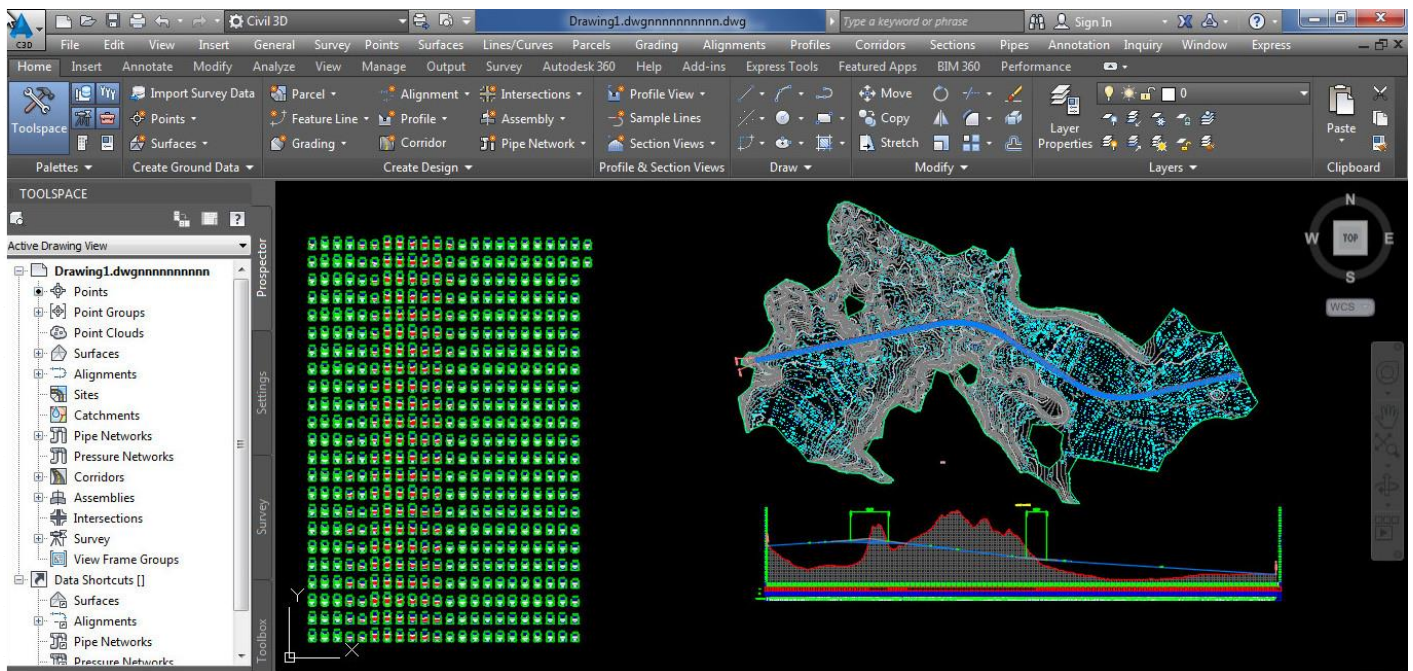 Civil 3D Drawing1.dwgnnnnnnnnnn.dwg Type a keyword or phrase Sign In
C3D File Edit View Insert General Survey Points Surfaces Lines/Curves Parcels Grading Alignments Profiles Corridors Sections Pipes Annotation Inquiry Window Express
Home Insert Annotate Modify Analyze View Manage Output Survey Autodesk 360 Help Add-ins Express Tools Featured Apps BIM 360 Performance
Import Survey Data Parcel Alignment Intersections Profile View Move 0
Toolspace Points Feature Line Profile Assembly Sample Lines Copy Layer Properties Paste
Surfaces Grading Corridor Pipe Network Section Views Stretch
Palettes Create Ground Data Create Design Profile & Section Views Draw Modify Layers Clipboard
TOOLSPACE
Active Drawing View
Drawing1.dwgnnnnnnnnnn
Points
Point Groups
Point Clouds
Surfaces
Alignments
Sites
Catchments
Pipe Networks
Pressure Networks
Corridors
Assemblies
Intersections
Survey
View Frame Groups
Data Shortcuts []
Surfaces
Alignments
Pipe Networks
Pressure Networks
Prospector
Settings
Survey
Toolbox
Y
X
N
W TOP E
S
WCS